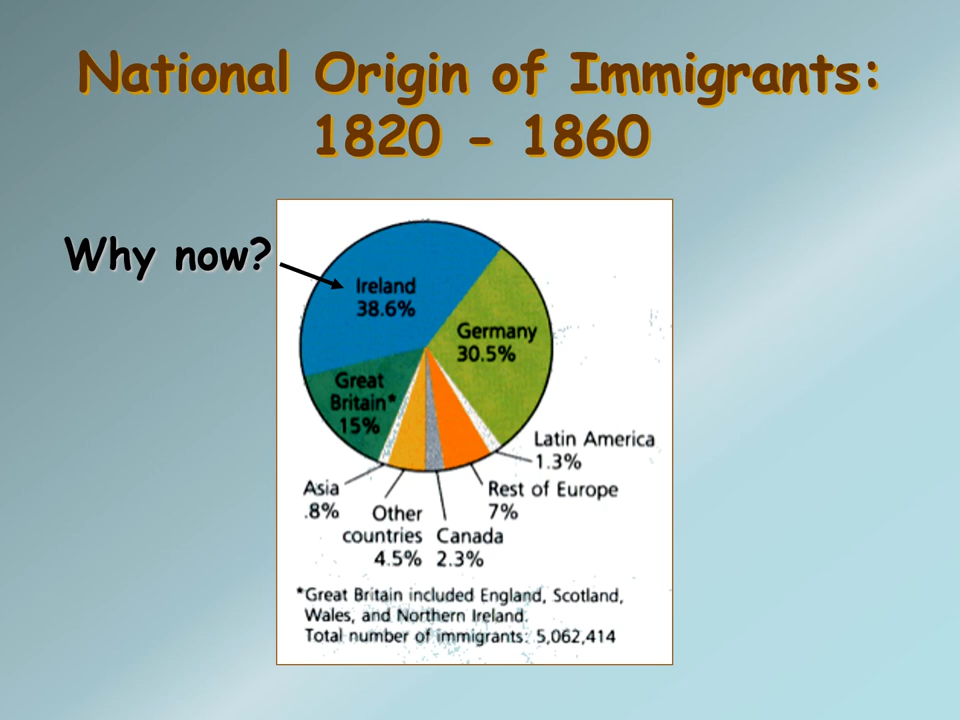 National Origin of Immigrants:
1820 - 1860
Why now?
Ireland
38.6%
Germany
30.5%
Great
Britain*
15%
Latin America
1.3%
Asia
.8%
Other
countries
4.5%
Canada
2.3%
Rest of Europe
7%
*Great Britain included England, Scotland,
Wales, and Northern Ireland.
Total number of immigrants: 5,062,414